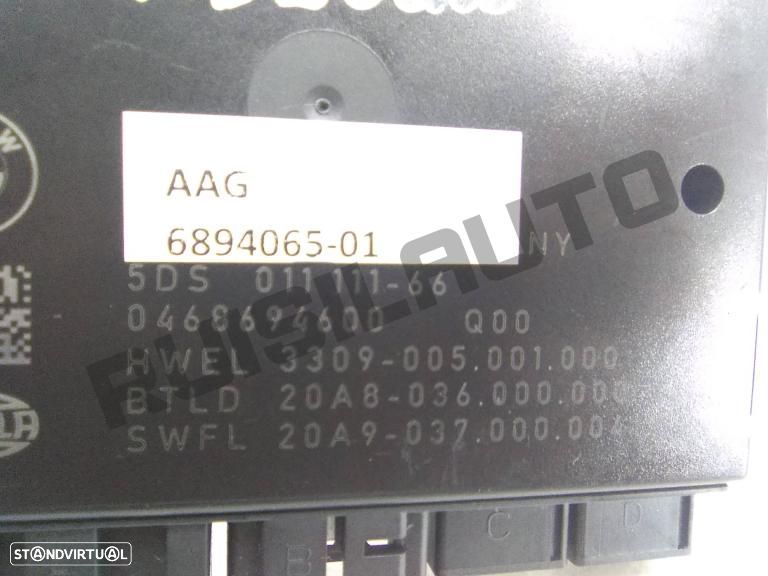 AAG
6894065-01
NY
5DS 011 111-66
0468694600 Q00
HWEL 3309-005.001.000
BTLD 20A8-036.000.000
SWFL 20A9-037.000.004
RUISILAUTO
B C D
STANDVIRTUAL